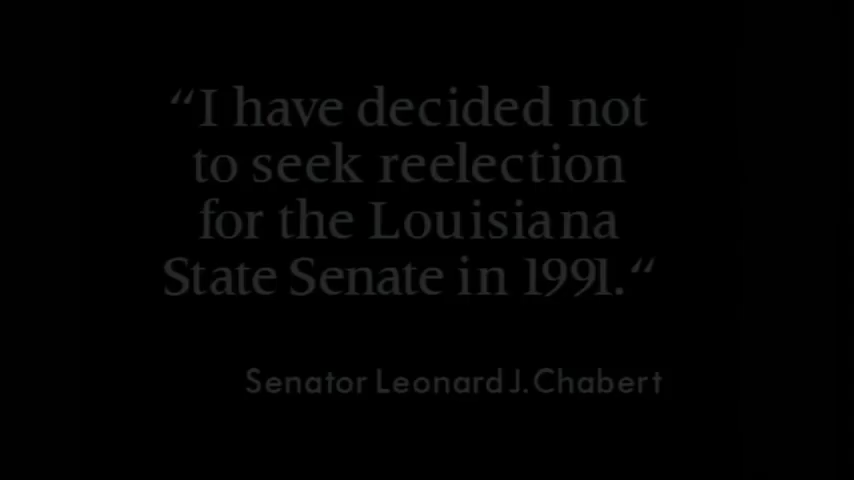 “I have decided not
to seek reelection
for the Louisiana
State Senate in 1991.“
Senator Leonard J. Chabert